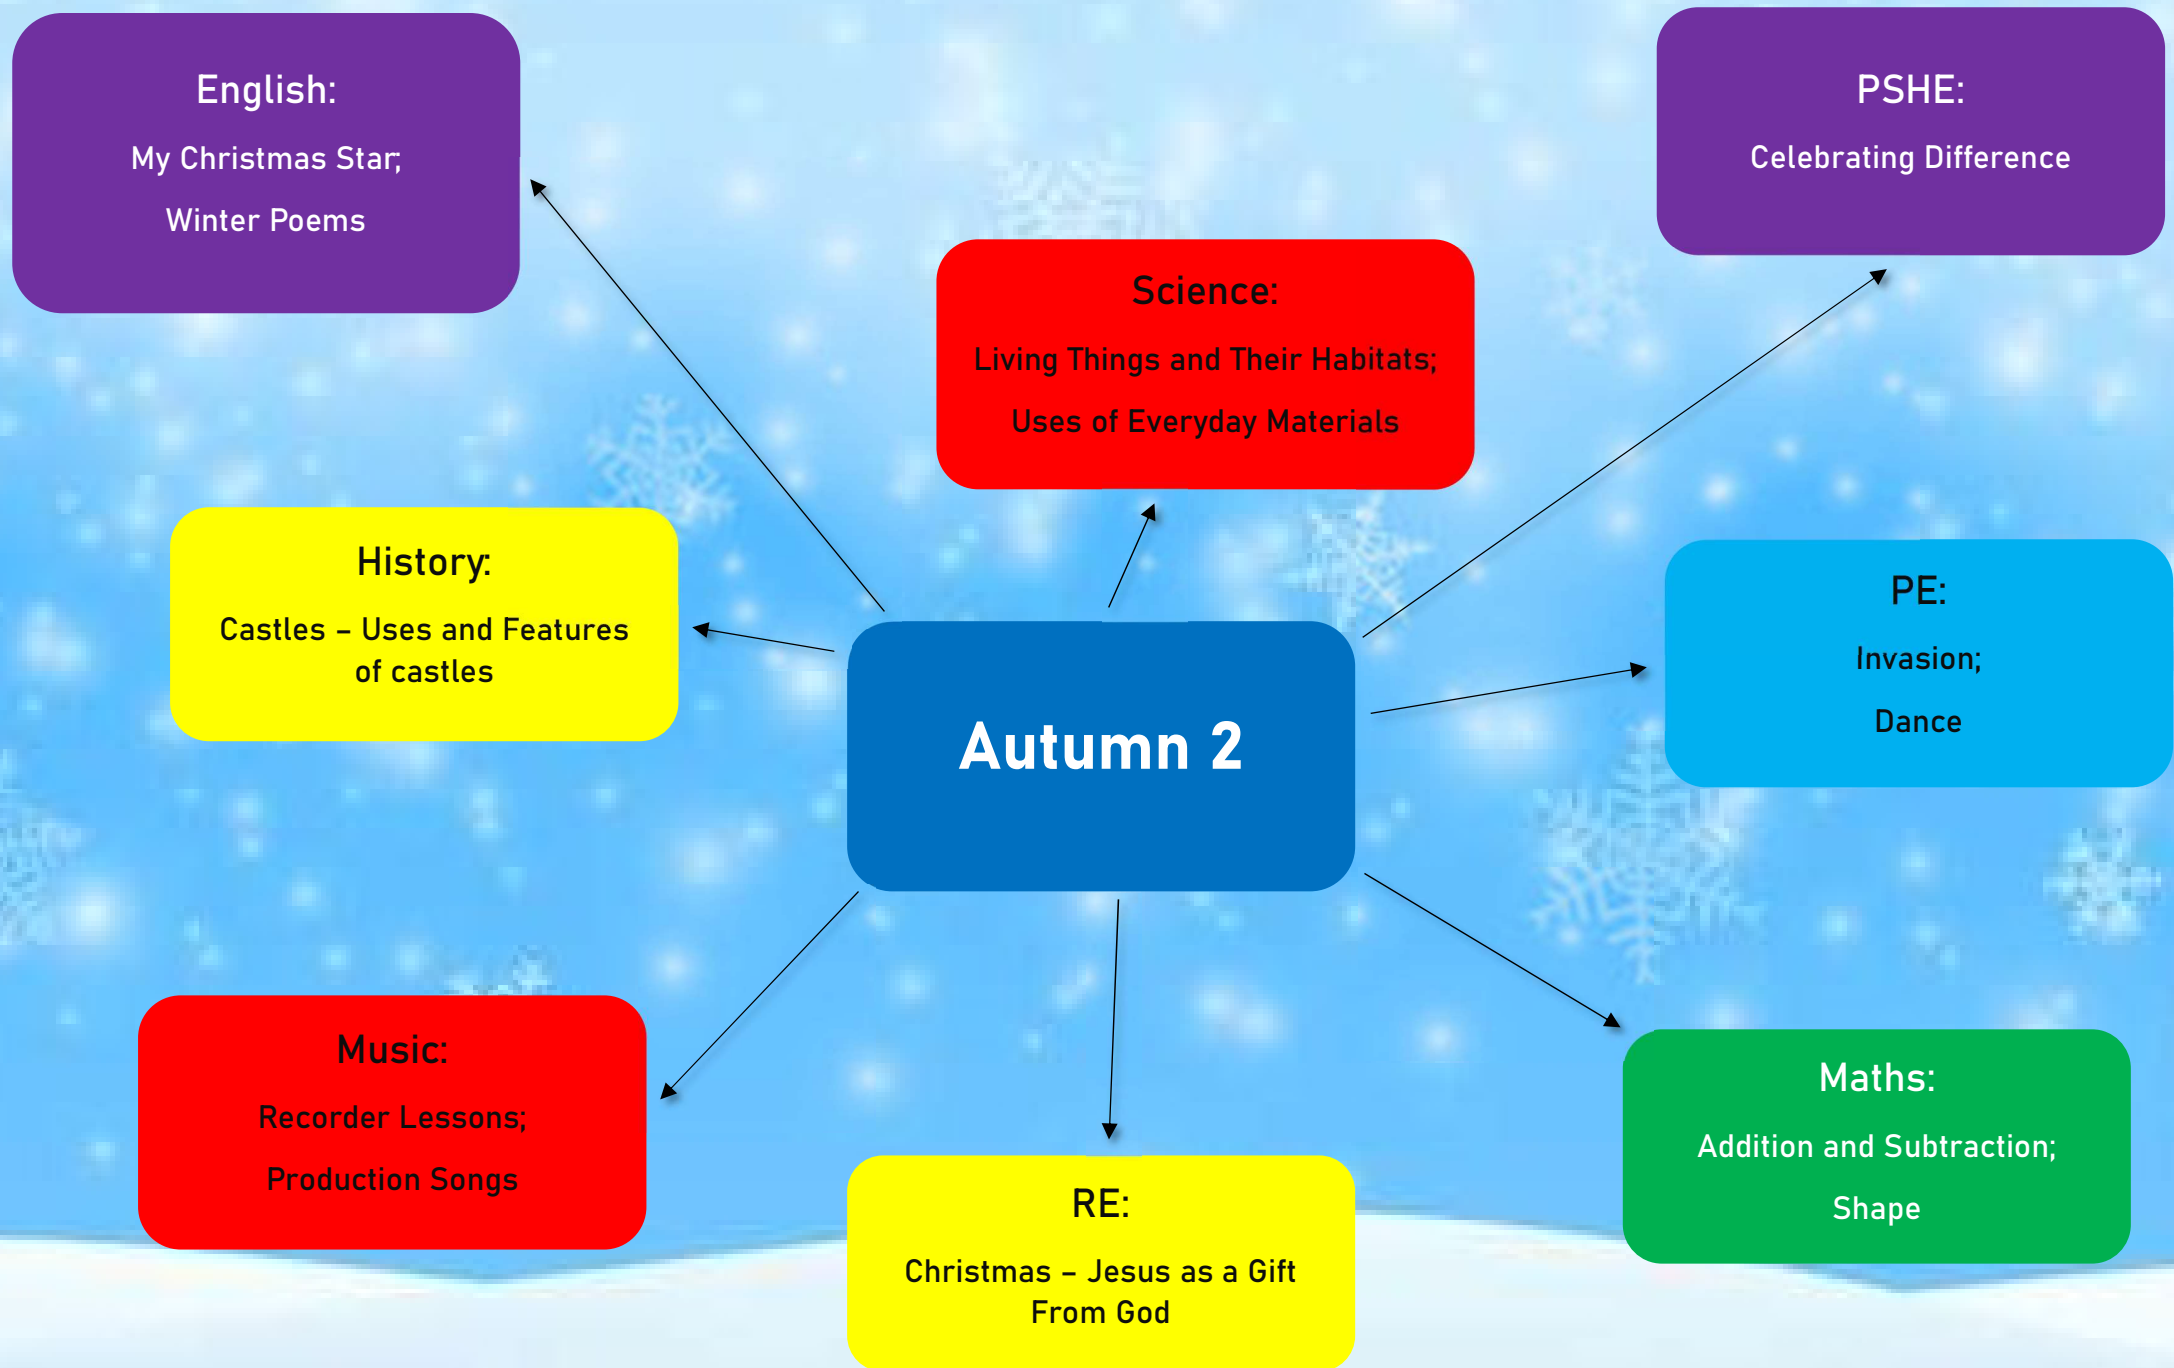 English:
My Christmas Star;
Winter Poems
PSHE:
Celebrating Difference
Science:
Living Things and Their Habitats;
Uses of Everyday Materials
History:
Castles – Uses and Features
of castles
PE:
Invasion;
Dance
Autumn 2
Music:
Recorder Lessons;
Production Songs
RE:
Christmas – Jesus as a Gift
From God
Maths:
Addition and Subtraction;
Shape